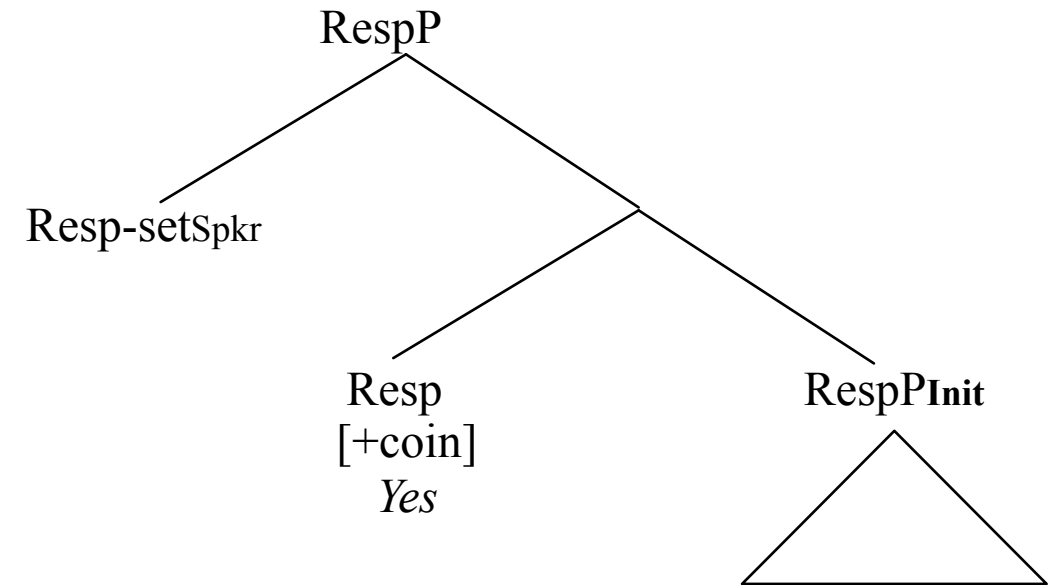 RespP
Resp-setSpkr
Resp
[+coin]
Yes
RespPInit